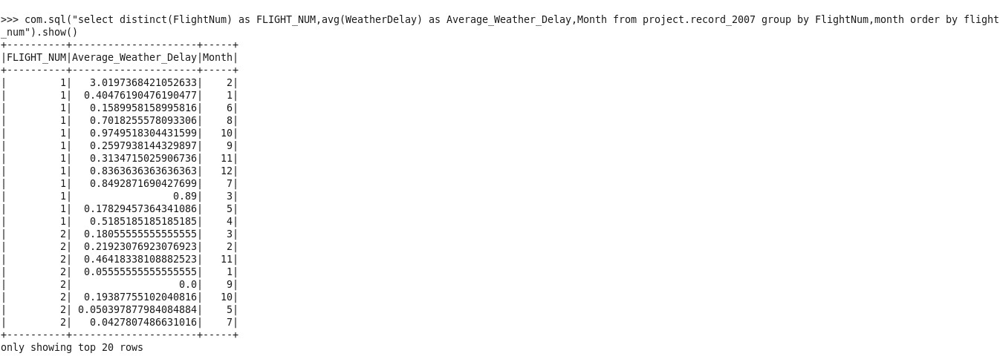 >>> com.sql("select distinct(FlightNum) as FLIGHT_NUM,avg(WeatherDelay) as Average_Weather_Delay,Month from project.record_2007 group by FlightNum,month order by flight
_num").show()
+----------+---------------------+-----+
|FLIGHT_NUM|Average_Weather_Delay|Month|
+----------+---------------------+-----+
|         1|   3.0197368421052633|    2|
|         1|  0.40476190476190477|    1|
|         1|   0.1589958158995816|    6|
|         1|   0.7018255578093306|    8|
|         1|   0.9749518304431599|   10|
|         1|   0.2597938144329897|    9|
|         1|   0.3134715025906736|   11|
|         1|   0.8363636363636363|   12|
|         1|   0.8492871690427699|    7|
|         1|                 0.89|    3|
|         1|  0.17829457364341086|    5|
|         1|   0.5185185185185185|    4|
|         2|  0.18055555555555555|    3|
|         2|  0.21923076923076923|    2|
|         2|  0.46418338108882523|   11|
|         2|  0.05555555555555555|    1|
|         2|                  0.0|    9|
|         2|  0.19387755102040816|   10|
|         2| 0.050397877984084884|    5|
|         2|   0.0427807486631016|    7|
+----------+---------------------+-----+
only showing top 20 rows